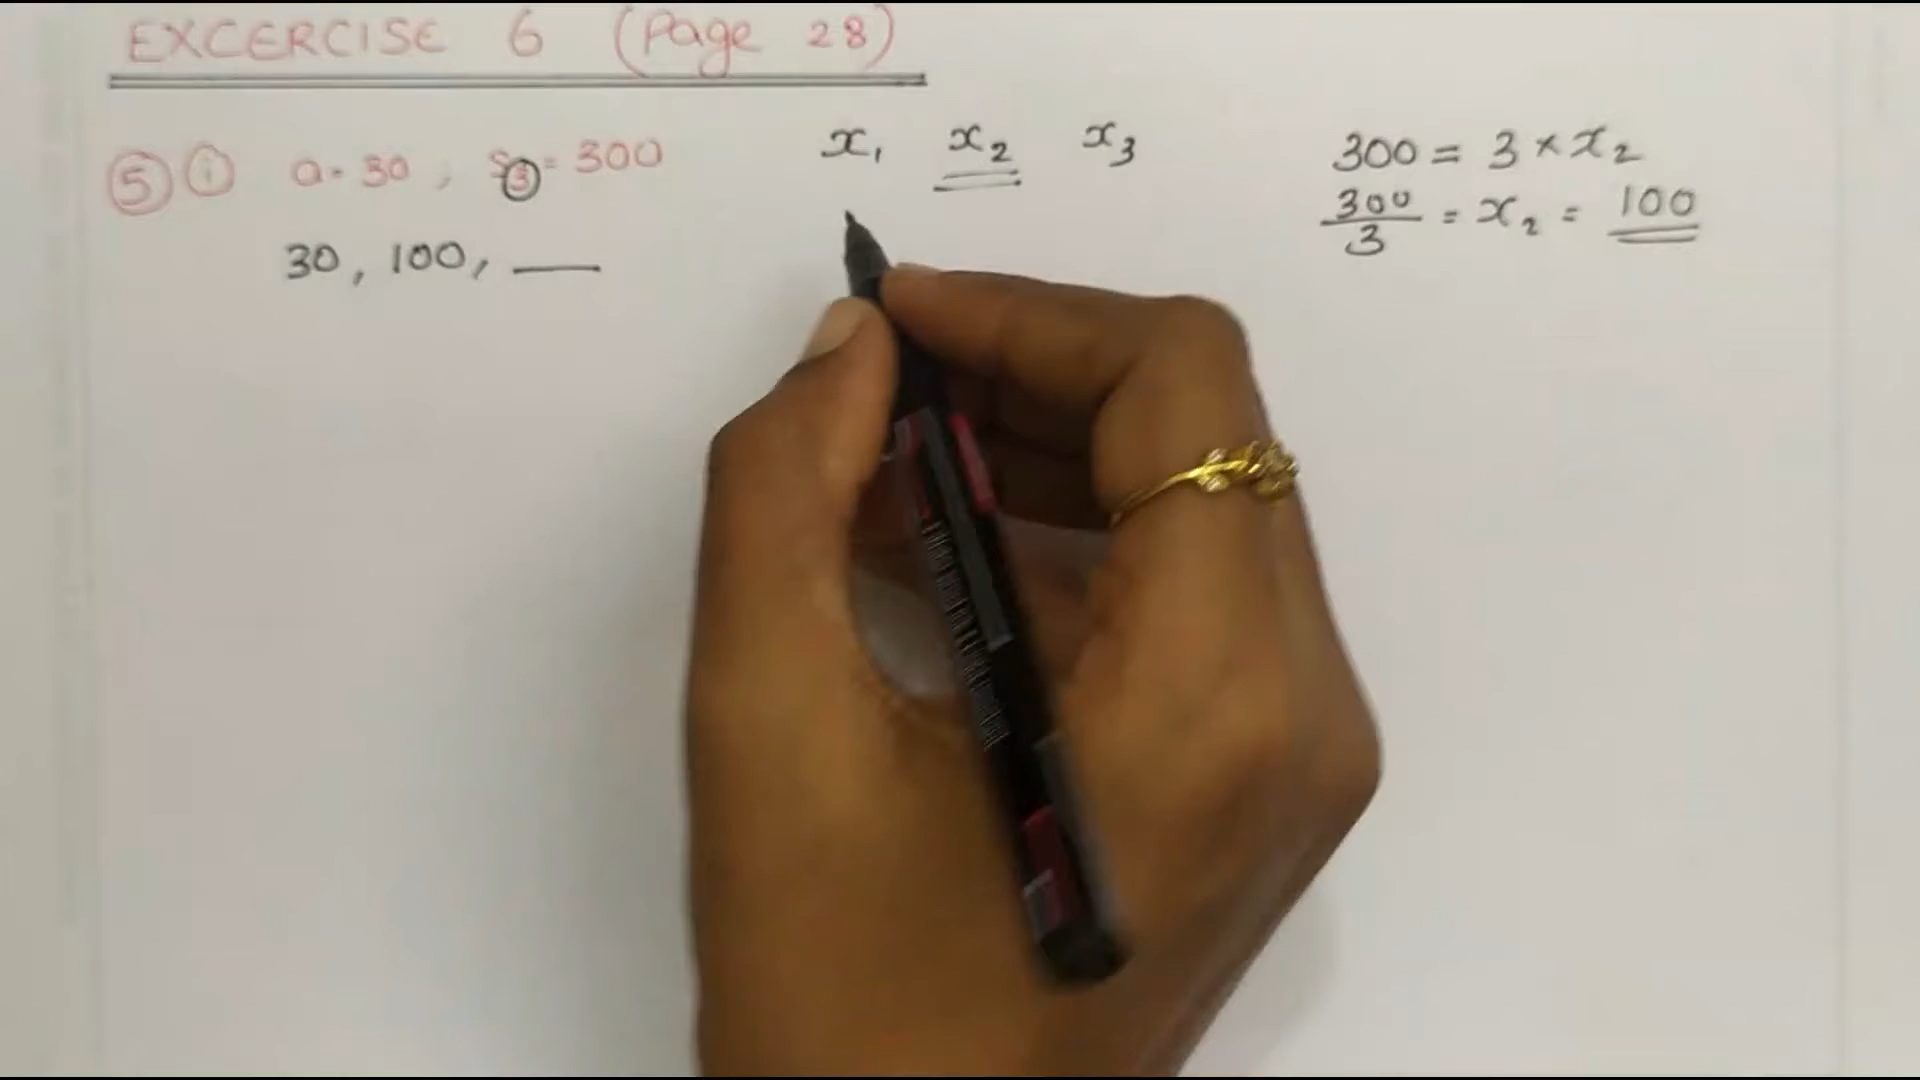 EXCERCISE 6 (Page 28)
5 i a = 30, S3 = 300
30, 100, ___
x₁ x₂ x₃
300 = 3 × x₂
300/3 = x₂ = 100